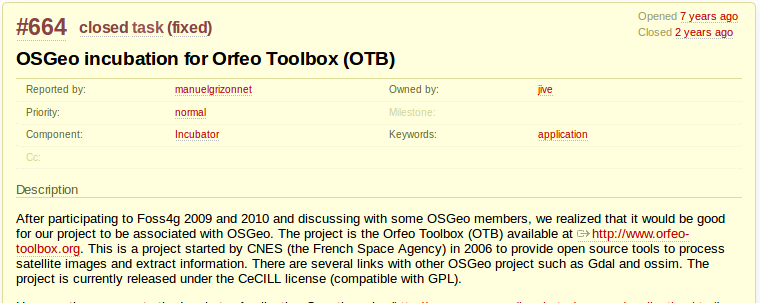 #664 closed task (fixed)
Opened 7 years ago
Closed 2 years ago
OSGeo incubation for Orfeo Toolbox (OTB)
Reported by: manuelgrizonnet Owned by: jive
Priority: normal Milestone:
Component: Incubator Keywords: application
Cc:
Description
After participating to Foss4g 2009 and 2010 and discussing with some OSGeo members, we realized that it would be good
for our project to be associated with OSGeo. The project is the Orfeo Toolbox (OTB) available at http://www.orfeo-
toolbox.org. This is a project started by CNES (the French Space Agency) in 2006 to provide open source tools to process
satellite images and extract information. There are several links with other OSGeo project such as Gdal and ossim. The
project is currently released under the CeCILL license (compatible with GPL).